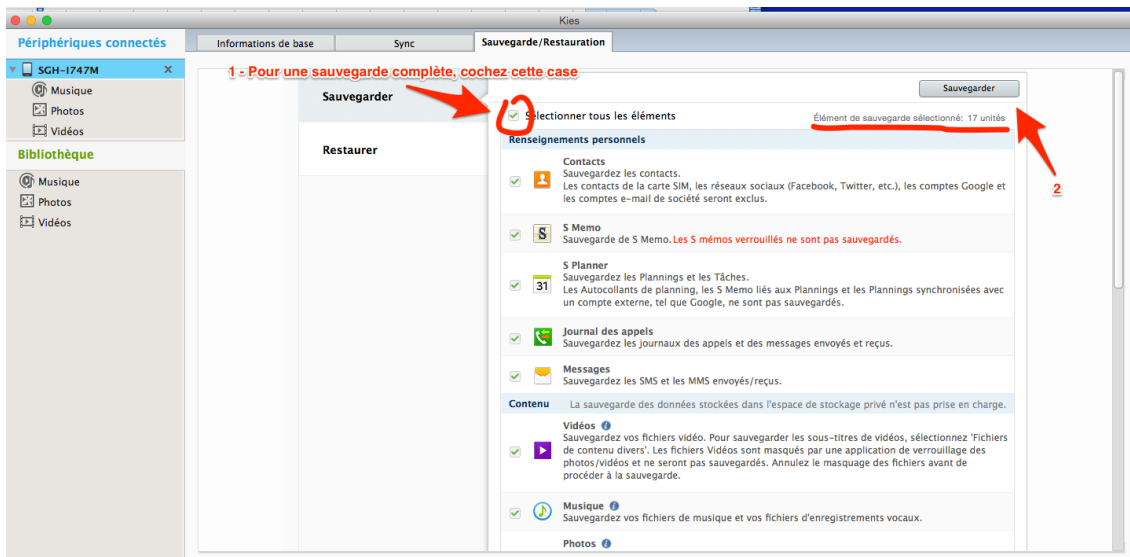 Kies
Périphériques connectés
Informations de base
Sync
Sauvegarde/Restauration
SGH-I747M
X
Musique
Photos
Vidéos
Bibliothèque
Musique
Photos
Vidéos
1 - Pour une sauvegarde complète, cochez cette case
Sauvegarder
Restaurer
Sauvegarder
Sélectionner tous les éléments
Élément de sauvegarde sélectionné: 17 unités
2
Renseignements personnels
Contacts
Sauvegardez les contacts.
Les contacts de la carte SIM, les réseaux sociaux (Facebook, Twitter, etc.), les comptes Google et
les comptes e-mail de société seront exclus.
S
S Memo
Sauvegarde de S Memo. Les S mémos verrouillés ne sont pas sauvegardés.
31
S Planner
Sauvegardez les Plannings et les Tâches.
Les Autocollants de planning, les S Memo liés aux Plannings et les Plannings synchronisées avec
un compte externe, tel que Google, ne sont pas sauvegardés.
Journal des appels
Sauvegardez les journaux des appels et des messages envoyés et reçus.
Messages
Sauvegardez les SMS et les MMS envoyés/reçus.
Contenu La sauvegarde des données stockées dans l'espace de stockage privé n'est pas prise en charge.
Vidéos
Sauvegardez vos fichiers vidéo. Pour sauvegarder les sous-titres de vidéos, sélectionnez 'Fichiers
de contenu divers'. Les fichiers Vidéos sont masqués par une application de verrouillage des
photos/vidéos et ne seront pas sauvegardés. Annulez le masquage des fichiers avant de
procéder à la sauvegarde.
Musique
Sauvegardez vos fichiers de musique et vos fichiers d'enregistrements vocaux.
Photos